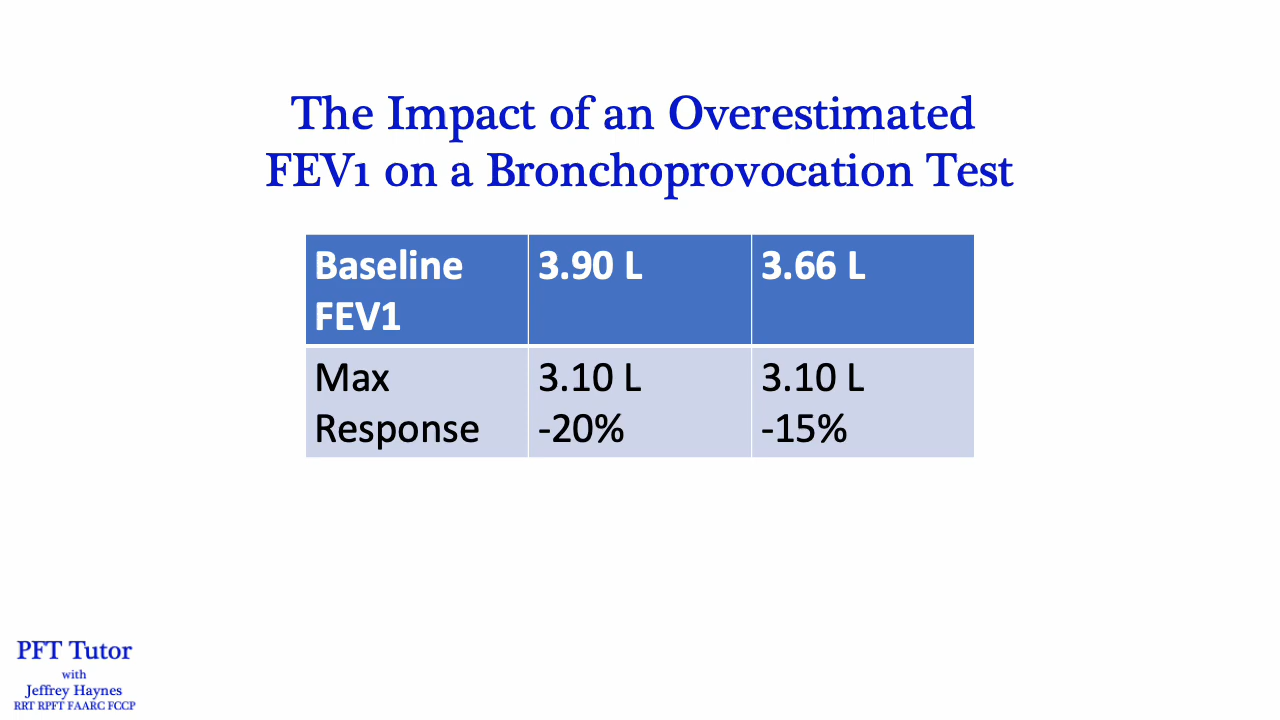 The Impact of an Overestimated
FEV1 on a Bronchoprovocation Test
Baseline FEV1 3.90 L 3.66 L
Max Response 3.10 L -20% 3.10 L -15%
PFT Tutor
with
Jeffrey Haynes
RRT RPFT FAARC FCCP